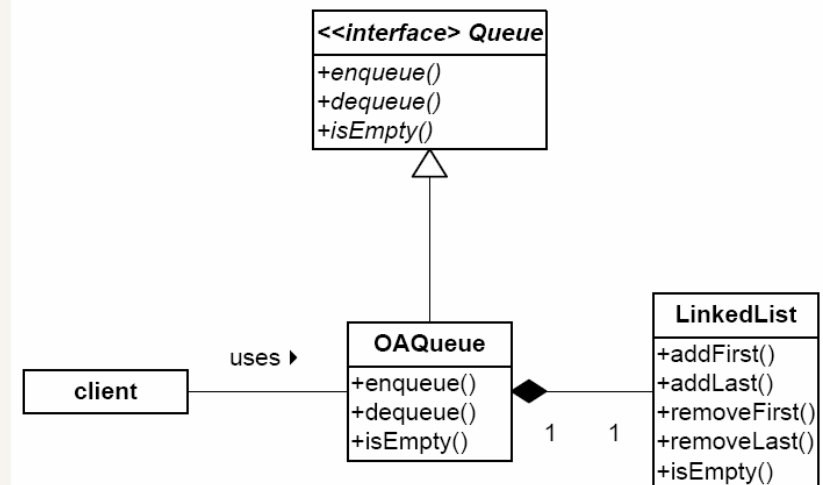 <<interface> Queue
+enqueue()
+dequeue()
+isEmpty()
client
uses
OAQueue
+enqueue()
+dequeue()
+isEmpty()
1 1
LinkedList
+addFirst()
+addLast()
+removeFirst()
+removeLast()
+isEmpty()